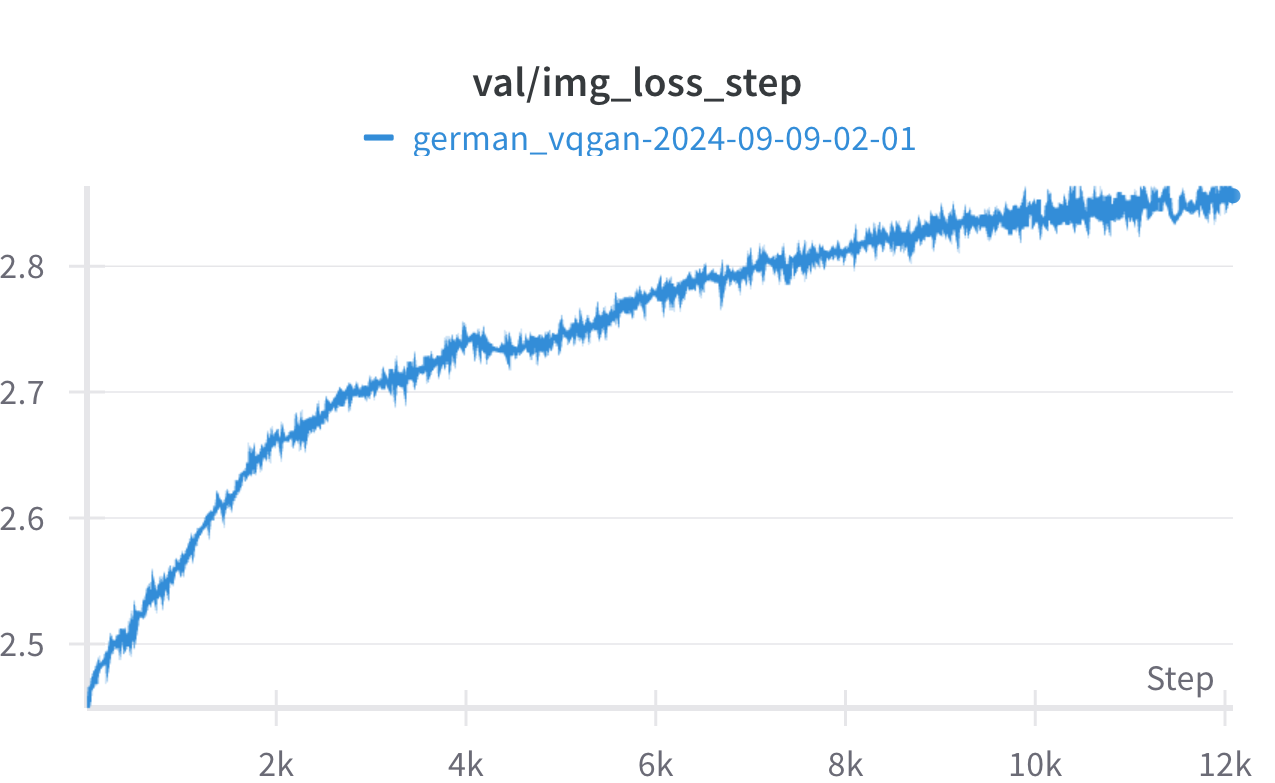 val/img_loss_step
german_vqgan-2024-09-09-02-01
2.8
2.7
2.6
2.5
Step
2k 4k 6k 8k 10k 12k